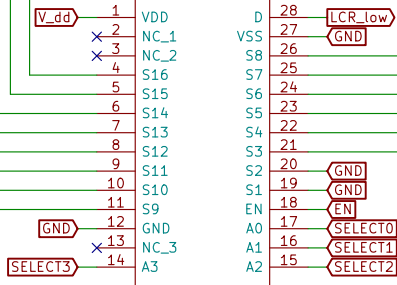 V_dd 1 VDD D 28 LCR_low
2 NC_1 VSS 27 GND
3 NC_2 S8 26
4 S16 S7 25
5 S15 S6 24
6 S14 S5 23
7 S13 S4 22
8 S12 S3 21
9 S11 S2 20 GND
10 S10 S1 19 GND
11 S9 EN 18 EN
GND 12 GND A0 17 SELECT0
13 NC_3 A1 16 SELECT1
SELECT3 14 A3 A2 15 SELECT2